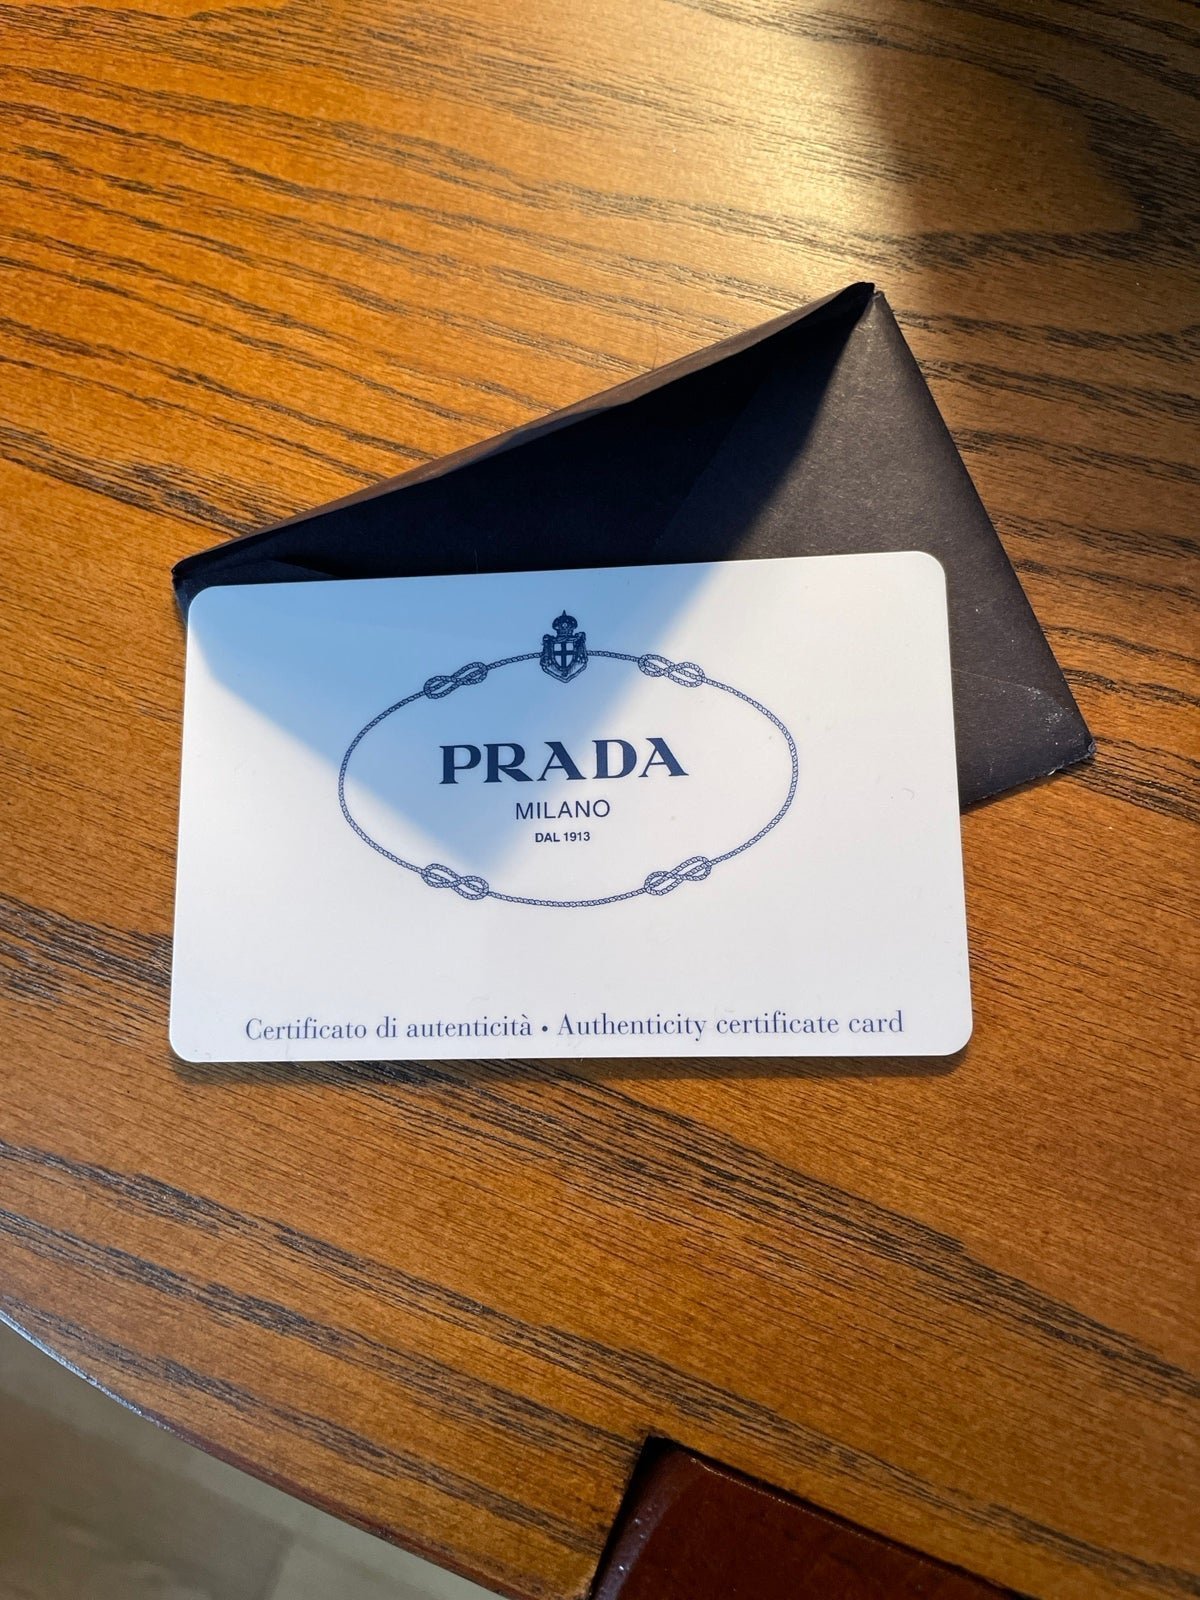 PRADA
MILANO
DAL 1913
Certificato di autenticità • Authenticity certificate card